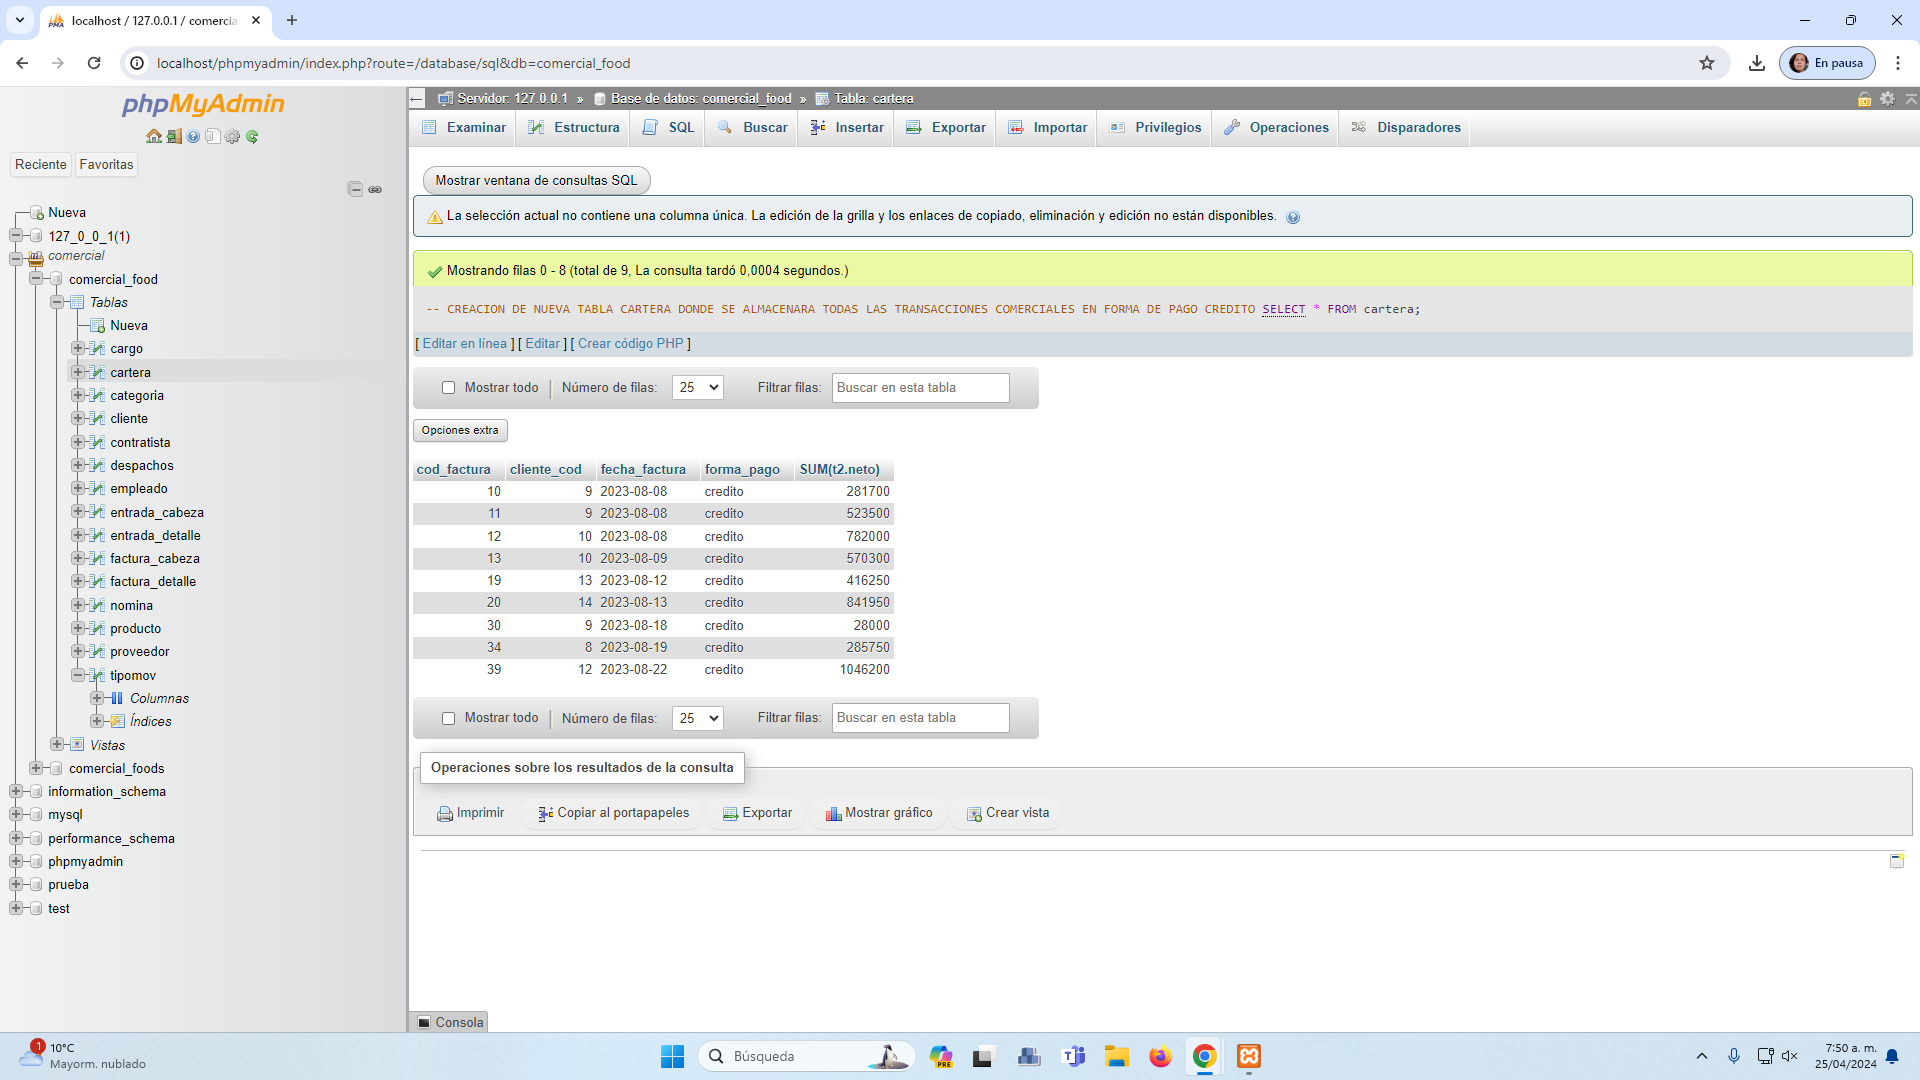 localhost / 127.0.0.1 / comercia
localhost/phpmyadmin/index.php?route=/database/sql&db=comercial_food
En pausa
phpMyAdmin
Reciente Favoritas
Nueva
127_0_0_1(1)
comercial
comercial_food
Tablas
Nueva
cargo
cartera
categoria
cliente
contratista
despachos
empleado
entrada_cabeza
entrada_detalle
factura_cabeza
factura_detalle
nomina
producto
proveedor
tipomov
Columnas
Índices
Vistas
comercial_foods
information_schema
mysql
performance_schema
phpmyadmin
prueba
test
Servidor: 127.0.0.1 » Base de datos: comercial_food » Tabla: cartera
Examinar Estructura SQL Buscar Insertar Exportar Importar Privilegios Operaciones Disparadores
Mostrar ventana de consultas SQL
La selección actual no contiene una columna única. La edición de la grilla y los enlaces de copiado, eliminación y edición no están disponibles.
Mostrando filas 0 - 8 (total de 9, La consulta tardó 0,0004 segundos.)
-- CREACION DE NUEVA TABLA CARTERA DONDE SE ALMACENARA TODAS LAS TRANSACCIONES COMERCIALES EN FORMA DE PAGO CREDITO SELECT * FROM cartera;
[ Editar en línea ] [ Editar ] [ Crear código PHP ]
Mostrar todo | Número de filas: 25 Filtrar filas: Buscar en esta tabla
Opciones extra
cod_factura cliente_cod fecha_factura forma_pago SUM(t2.neto)
10 9 2023-08-08 credito 281700
11 9 2023-08-08 credito 523500
12 10 2023-08-08 credito 782000
13 10 2023-08-09 credito 570300
19 13 2023-08-12 credito 416250
20 14 2023-08-13 credito 841950
30 9 2023-08-18 credito 28000
34 8 2023-08-19 credito 285750
39 12 2023-08-22 credito 1046200
Mostrar todo | Número de filas: 25 Filtrar filas: Buscar en esta tabla
Operaciones sobre los resultados de la consulta
Imprimir Copiar al portapapeles Exportar Mostrar gráfico Crear vista
Consola
1
10°C
Mayorm. nublado
Búsqueda
PRE
7:50 a. m.
25/04/2024